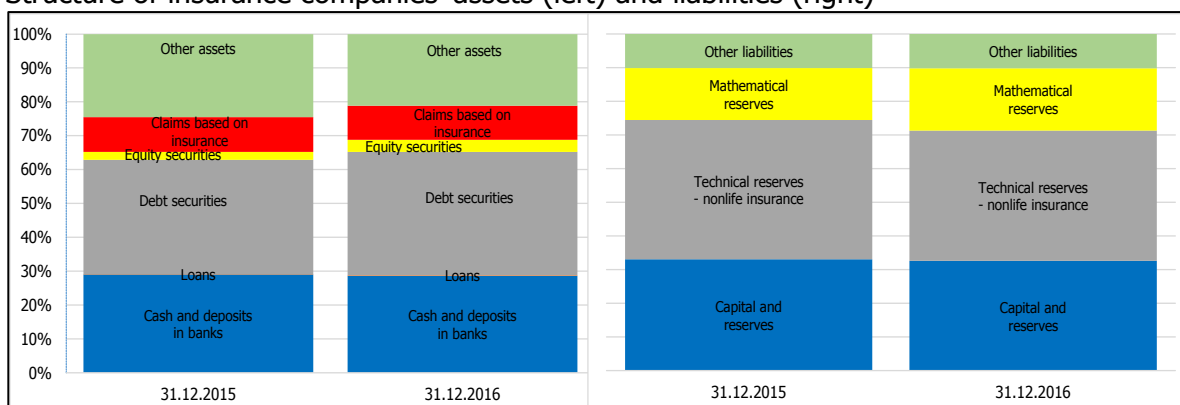 Structure of insurance companies' assets (left) and liabilities (right)
100%
90%
80%
70%
60%
50%
40%
30%
20%
10%
0%
Other assets
Claims based on
insurance
Equity securities
Debt securities
Loans
Cash and deposits
in banks
31.12.2015
Other assets
Claims based on
insurance
Equity securities
Debt securities
Loans
Cash and deposits
in banks
31.12.2016
Other liabilities
Mathematical
reserves
Technical reserves
- nonlife insurance
Capital and
reserves
31.12.2015
Other liabilities
Mathematical
reserves
Technical reserves
- nonlife insurance
Capital and
reserves
31.12.2016